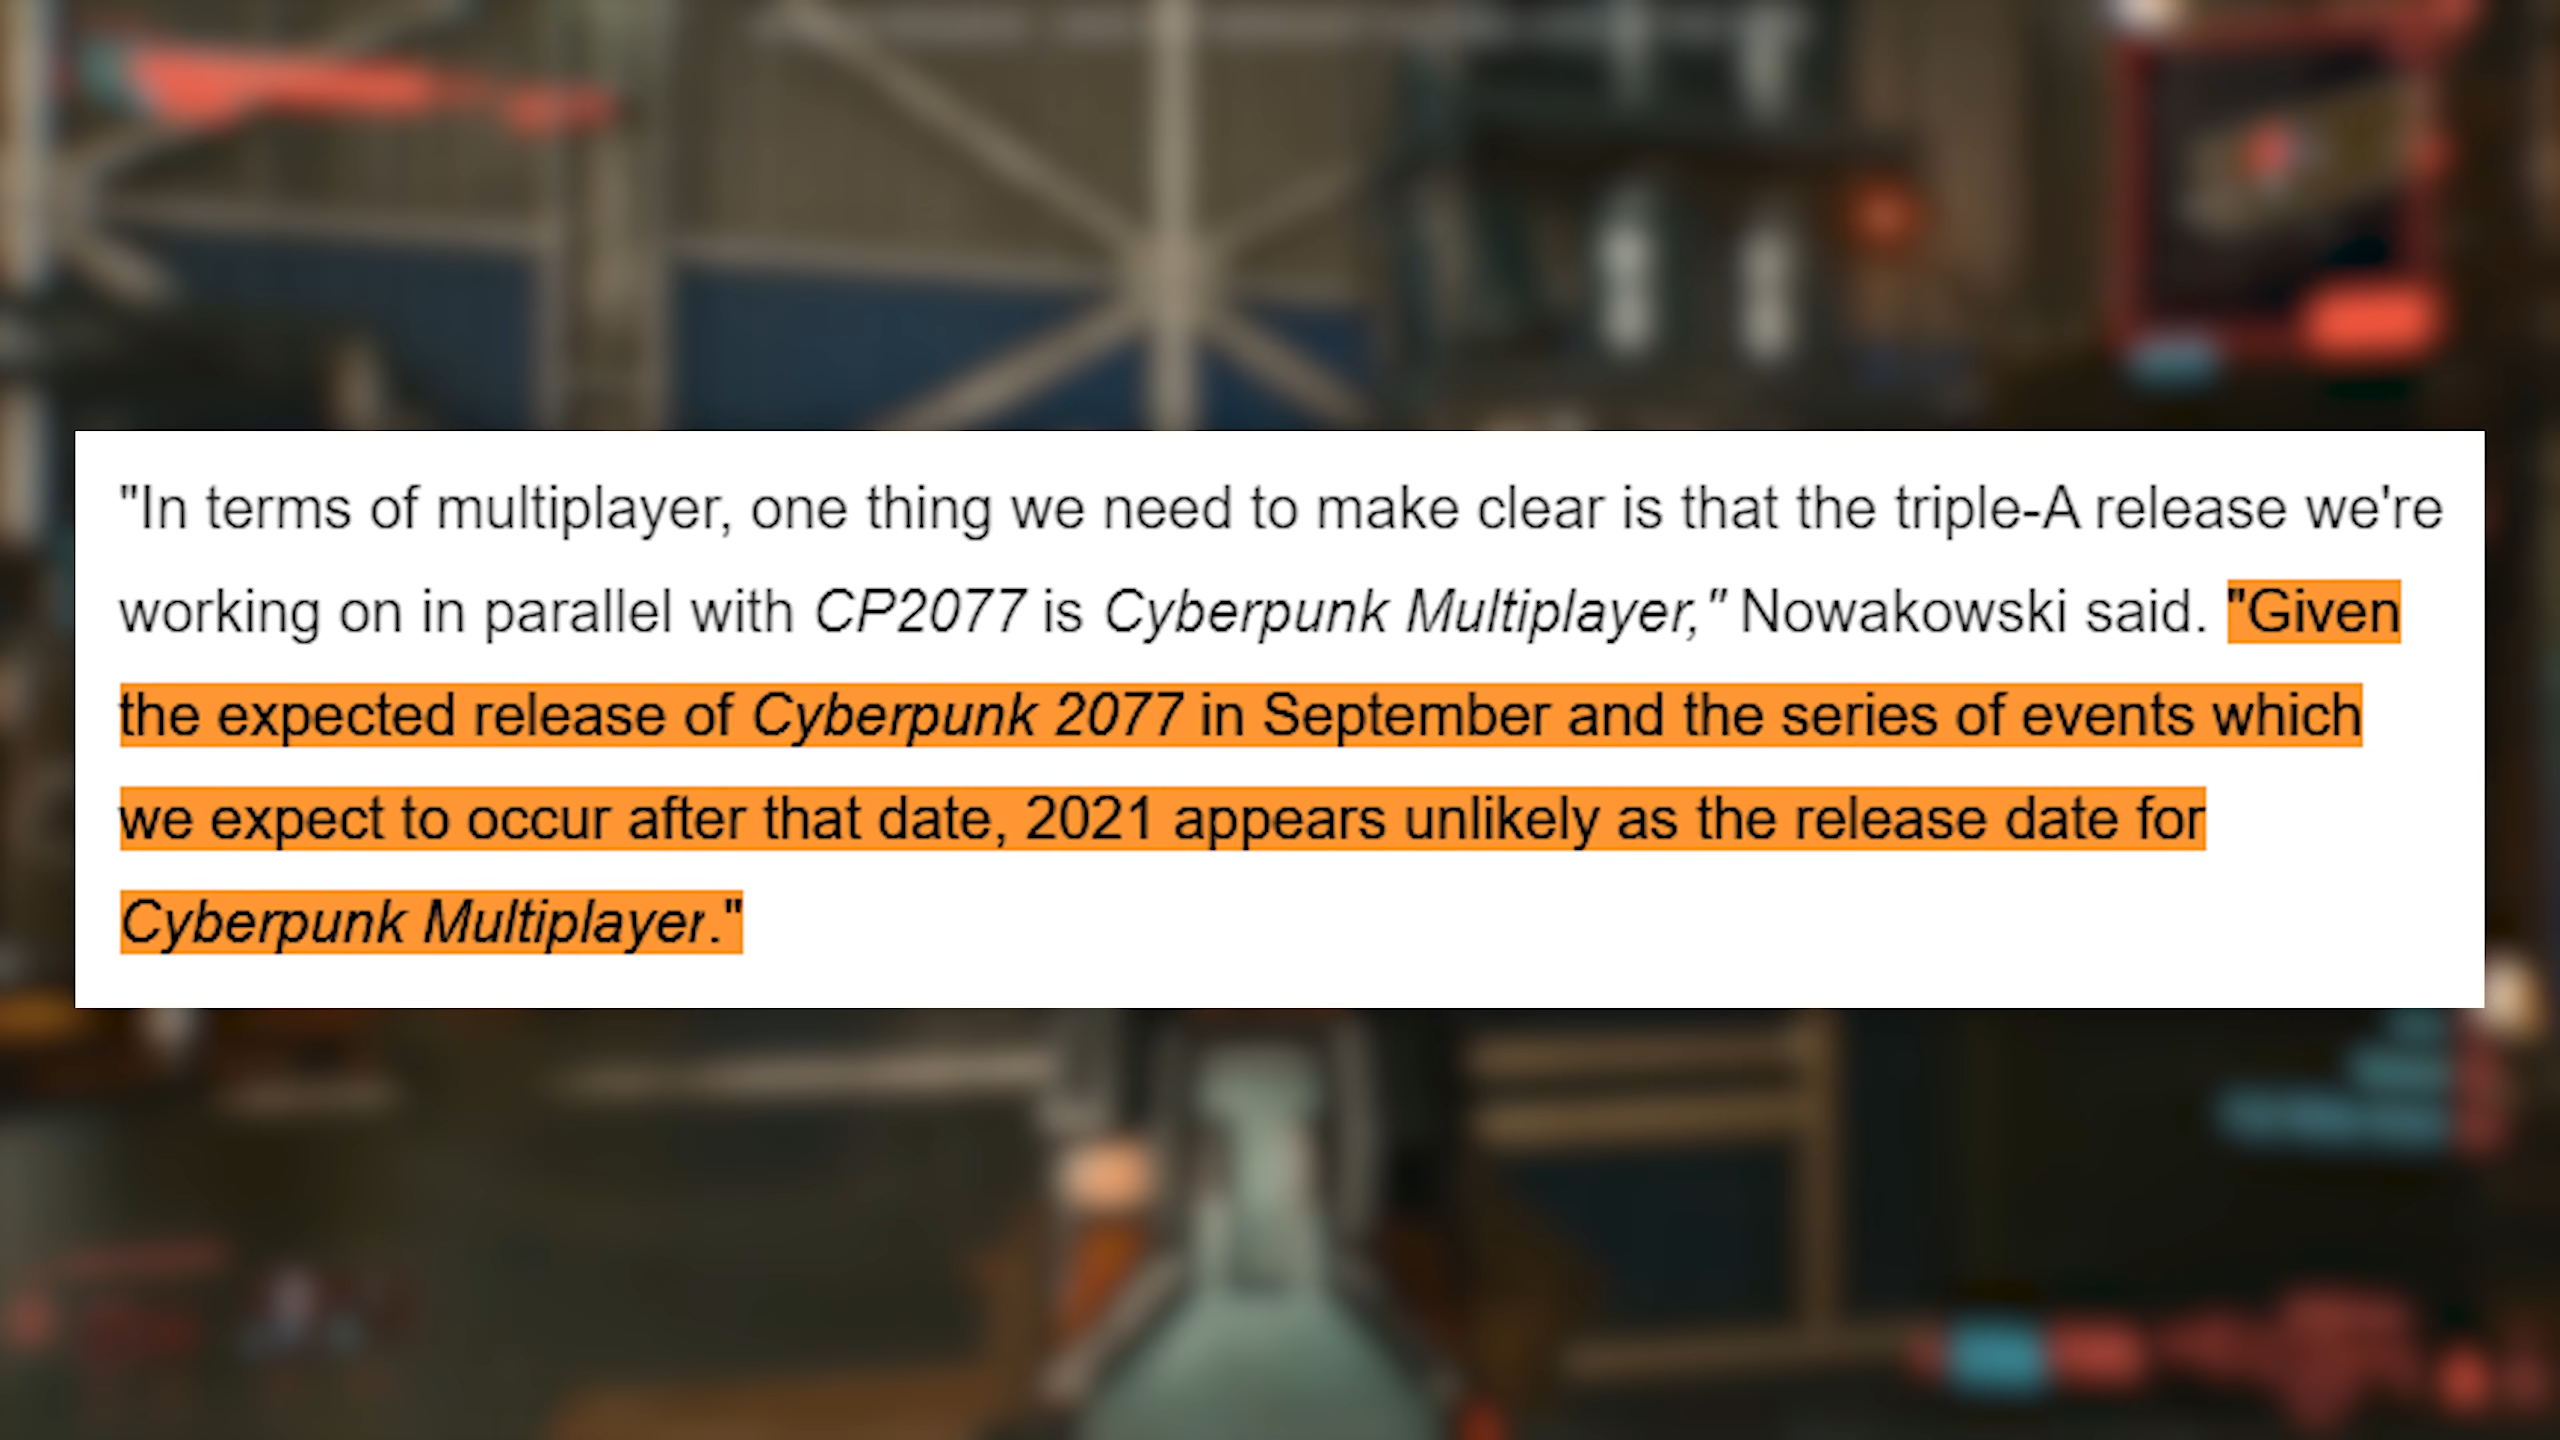 "In terms of multiplayer, one thing we need to make clear is that the triple-A release we're
working on in parallel with CP2077 is Cyberpunk Multiplayer," Nowakowski said. "Given
the expected release of Cyberpunk 2077 in September and the series of events which
we expect to occur after that date, 2021 appears unlikely as the release date for
Cyberpunk Multiplayer."